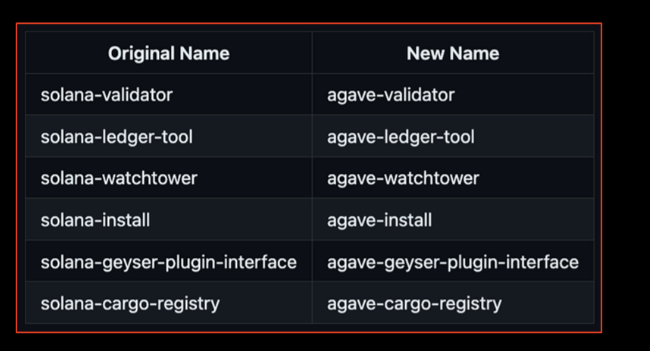 Original Name New Name
solana-validator agave-validator
solana-ledger-tool agave-ledger-tool
solana-watchtower agave-watchtower
solana-install agave-install
solana-geyser-plugin-interface agave-geyser-plugin-interface
solana-cargo-registry agave-cargo-registry